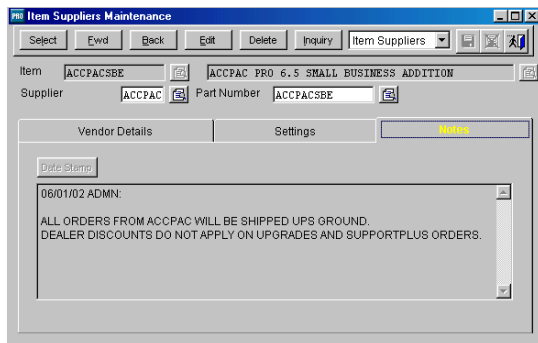 PRO Item Suppliers Maintenance
Select Fwd Back Edit Delete Inquiry Item Suppliers
Item ACCPACSBE ACCPAC PRO 6.5 SMALL BUSINESS ADDITION
Supplier ACCPAC Part Number ACCPACSBE
Vendor Details Settings Notes
Date Stamp
06/01/02 ADMN:
ALL ORDERS FROM ACCPAC WILL BE SHIPPED UPS GROUND.
DEALER DISCOUNTS DO NOT APPLY ON UPGRADES AND SUPPORTPLUS ORDERS.